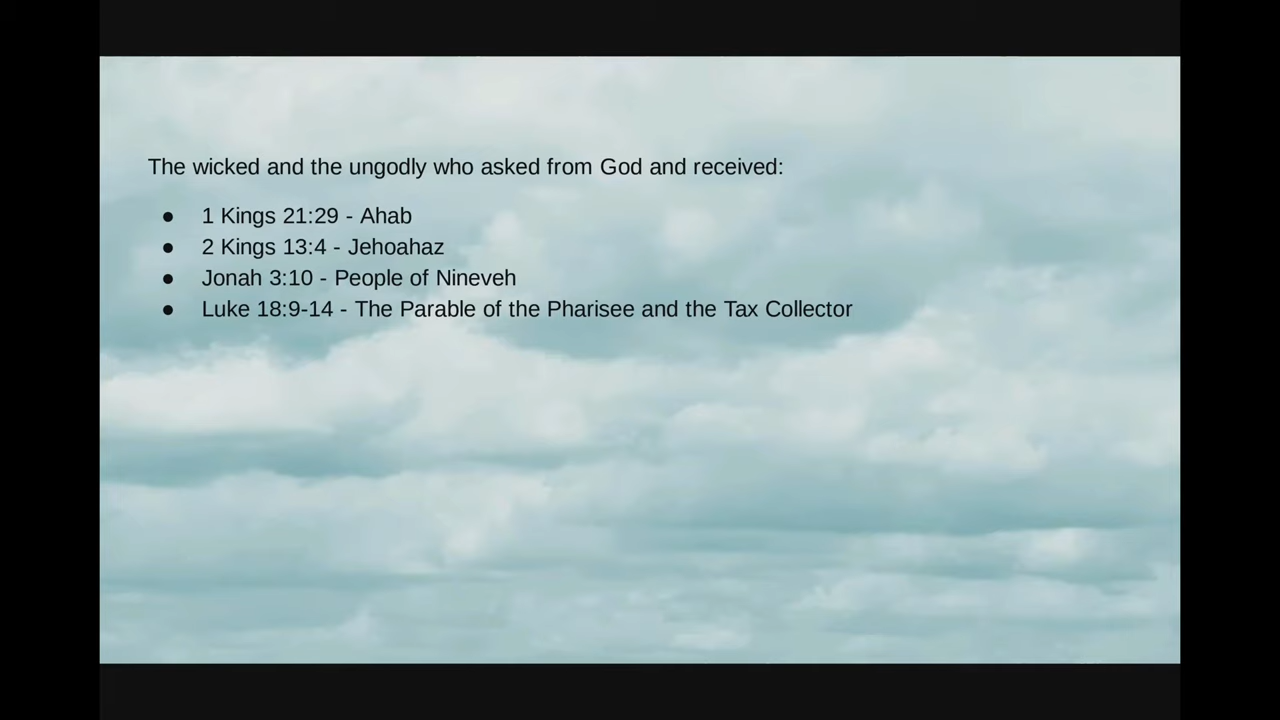 The wicked and the ungodly who asked from God and received:
● 1 Kings 21:29 - Ahab
● 2 Kings 13:4 - Jehoahaz
● Jonah 3:10 - People of Nineveh
● Luke 18:9-14 - The Parable of the Pharisee and the Tax Collector